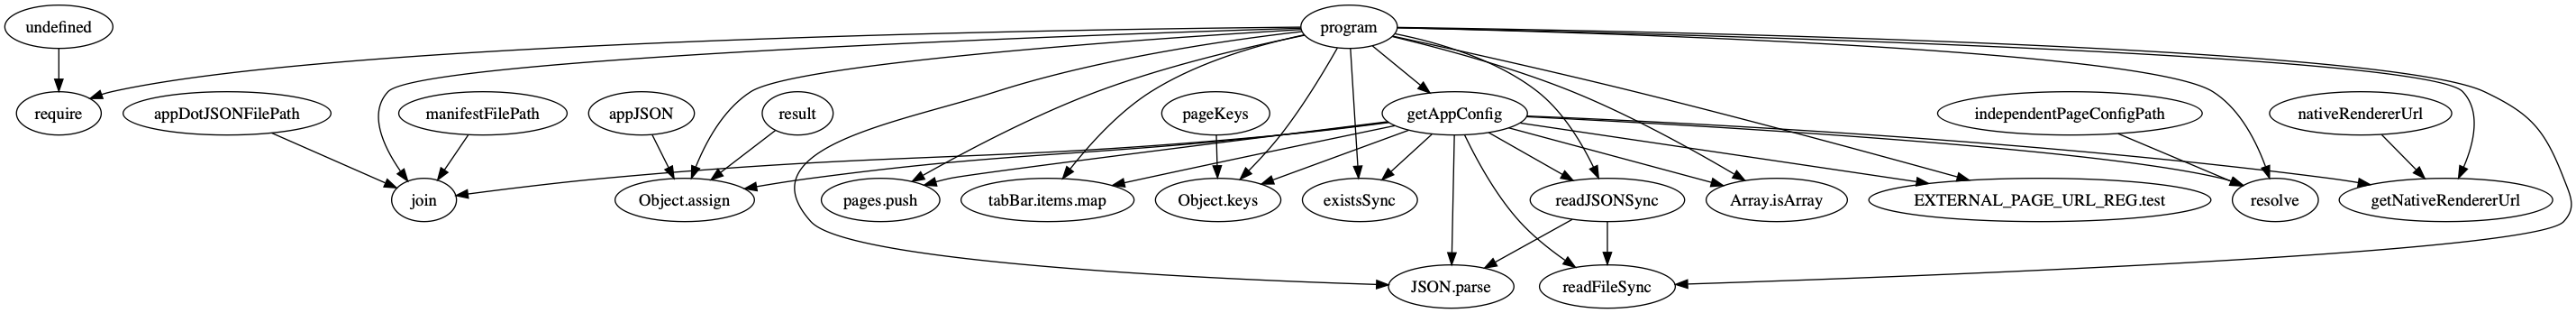 undefined
program
require
appDotJSONFilePath
manifestFilePath
appJSON
result
pageKeys
getAppConfig
independentPageConfigPath
nativeRendererUrl
join
Object.assign
pages.push
tabBar.items.map
Object.keys
existsSync
readJSONSync
Array.isArray
EXTERNAL_PAGE_URL_REG.test
resolve
getNativeRendererUrl
JSON.parse
readFileSync